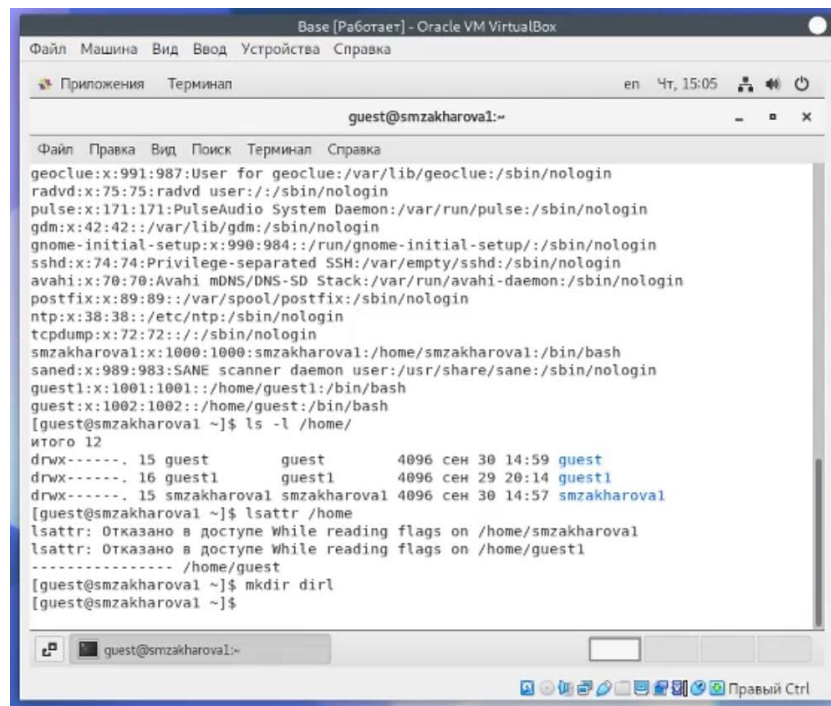 Base [Работает] - Oracle VM VirtualBox
Файл Машина Вид Ввод Устройства Справка
Приложения Терминал en Чт, 15:05
guest@smzakharova1:~
Файл Правка Вид Поиск Терминал Справка
geoclue:x:991:987:User for geoclue:/var/lib/geoclue:/sbin/nologin
radvd:x:75:75:radvd user:/:/sbin/nologin
pulse:x:171:171:PulseAudio System Daemon:/var/run/pulse:/sbin/nologin
gdm:x:42:42::/var/lib/gdm:/sbin/nologin
gnome-initial-setup:x:990:984::/run/gnome-initial-setup/:/sbin/nologin
sshd:x:74:74:Privilege-separated SSH:/var/empty/sshd:/sbin/nologin
avahi:x:70:70:Avahi mDNS/DNS-SD Stack:/var/run/avahi-daemon:/sbin/nologin
postfix:x:89:89::/var/spool/postfix:/sbin/nologin
ntp:x:38:38::/etc/ntp:/sbin/nologin
tcpdump:x:72:72::/:/sbin/nologin
smzakharova1:x:1000:1000:smzakharova1:/home/smzakharova1:/bin/bash
saned:x:989:983:SANE scanner daemon user:/usr/share/sane:/sbin/nologin
guest1:x:1001:1001::/home/guest1:/bin/bash
guest:x:1002:1002::/home/guest:/bin/bash
[guest@smzakharova1 ~]$ ls -l /home/
итого 12
drwx------. 15 guest guest 4096 сен 30 14:59 guest
drwx------. 16 guest1 guest1 4096 сен 29 20:14 guest1
drwx------. 15 smzakharova1 smzakharova1 4096 сен 30 14:57 smzakharova1
[guest@smzakharova1 ~]$ lsattr /home
lsattr: Отказано в доступе While reading flags on /home/smzakharova1
lsattr: Отказано в доступе While reading flags on /home/guest1
---------------- /home/guest
[guest@smzakharova1 ~]$ mkdir dirl
[guest@smzakharova1 ~]$
guest@smzakharova1:~
Правый Ctrl